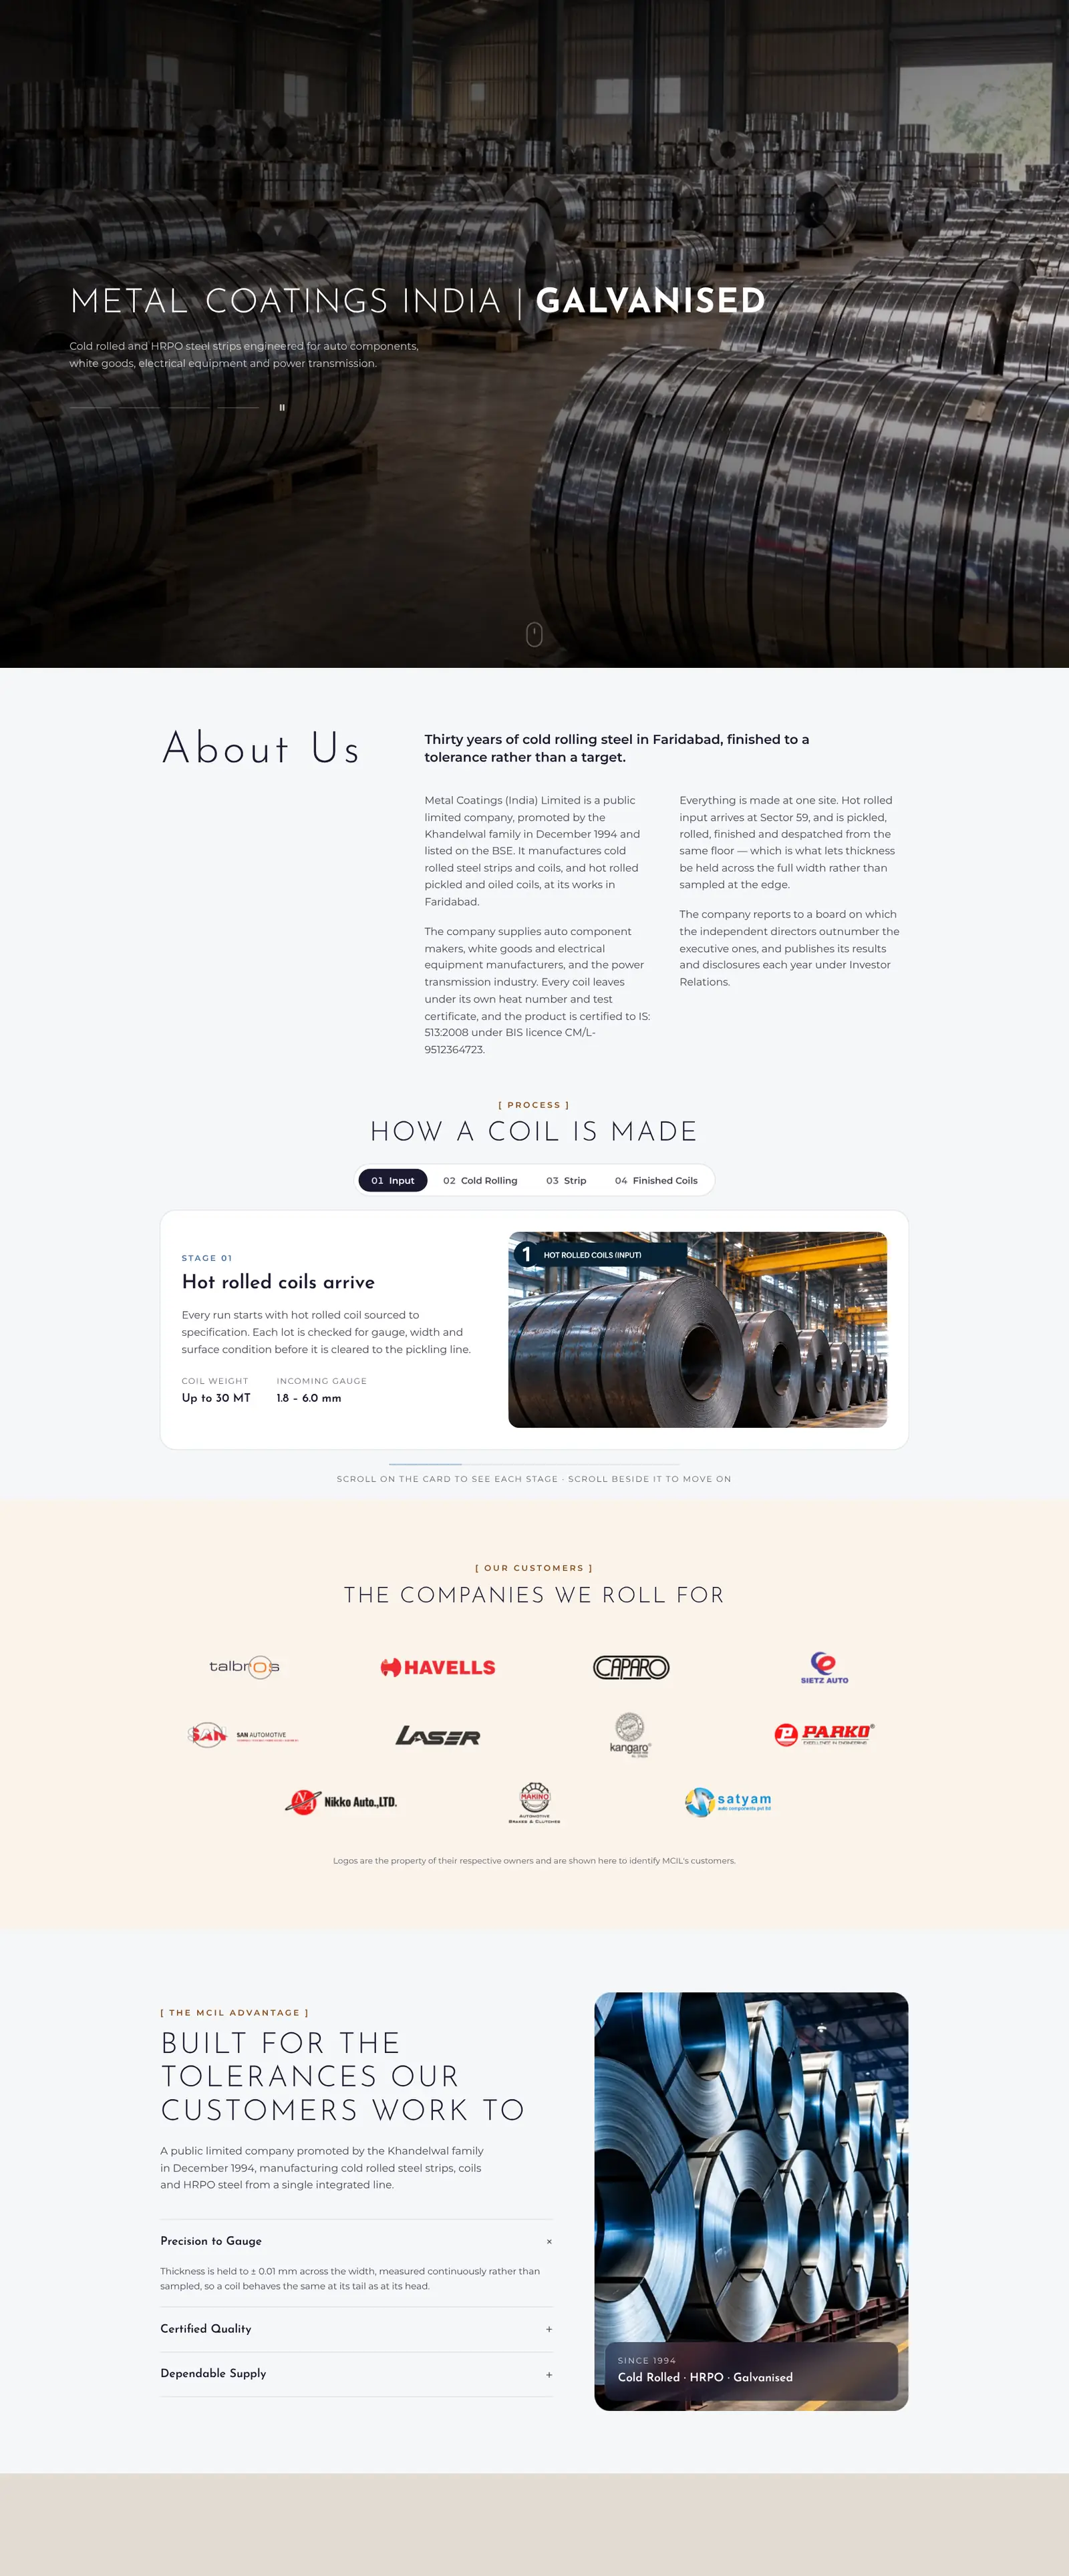 METAL COATINGS INDIA | GALVANISED
Cold rolled and HRPO steel strips engineered for auto components,
white goods, electrical equipment and power transmission.
About Us
Thirty years of cold rolling steel in Faridabad, finished to a
tolerance rather than a target.
Metal Coatings (India) Limited is a public
limited company, promoted by the
Khandelwal family in December 1994 and
listed on the BSE. It manufactures cold
rolled steel strips and coils, and hot rolled
pickled and oiled coils, at its works in
Faridabad.
The company supplies auto component
makers, white goods and electrical
equipment manufacturers, and the power
transmission industry. Every coil leaves
under its own heat number and test
certificate, and the product is certified to IS:
513:2008 under BIS licence CM/L-
9512364723.
Everything is made at one site. Hot rolled
input arrives at Sector 59, and is pickled,
rolled, finished and despatched from the
same floor — which is what lets thickness
be held across the full width rather than
sampled at the edge.
The company reports to a board on which
the independent directors outnumber the
executive ones, and publishes its results
and disclosures each year under Investor
Relations.
[ PROCESS ]
HOW A COIL IS MADE
01 Input
02 Cold Rolling
03 Strip
04 Finished Coils
STAGE 01
Hot rolled coils arrive
Every run starts with hot rolled coil sourced to
specification. Each lot is checked for gauge, width and
surface condition before it is cleared to the pickling line.
COIL WEIGHT
Up to 30 MT
INCOMING GAUGE
1.8 – 6.0 mm
1 HOT ROLLED COILS (INPUT)
SCROLL ON THE CARD TO SEE EACH STAGE · SCROLL BESIDE IT TO MOVE ON
[ OUR CUSTOMERS ]
THE COMPANIES WE ROLL FOR
talbros
HAVELLS
CAPARO
SIETZ AUTO
SAN
SAN AUTOMOTIVE
LASER
kangaro
PARKO
EXCELLENCE IN ENGINEERING
Nikko Auto.,LTD.
MAKINO
AUTOMOTIVE
BRAKES & CLUTCHES
satyam
auto components pvt ltd
Logos are the property of their respective owners and are shown here to identify MCIL's customers.
[ THE MCIL ADVANTAGE ]
BUILT FOR THE
TOLERANCES OUR
CUSTOMERS WORK TO
A public limited company promoted by the Khandelwal family
in December 1994, manufacturing cold rolled steel strips, coils
and HRPO steel from a single integrated line.
Precision to Gauge ×
Thickness is held to ± 0.01 mm across the width, measured continuously rather than
sampled, so a coil behaves the same at its tail as at its head.
Certified Quality +
Dependable Supply +
SINCE 1994
Cold Rolled · HRPO · Galvanised